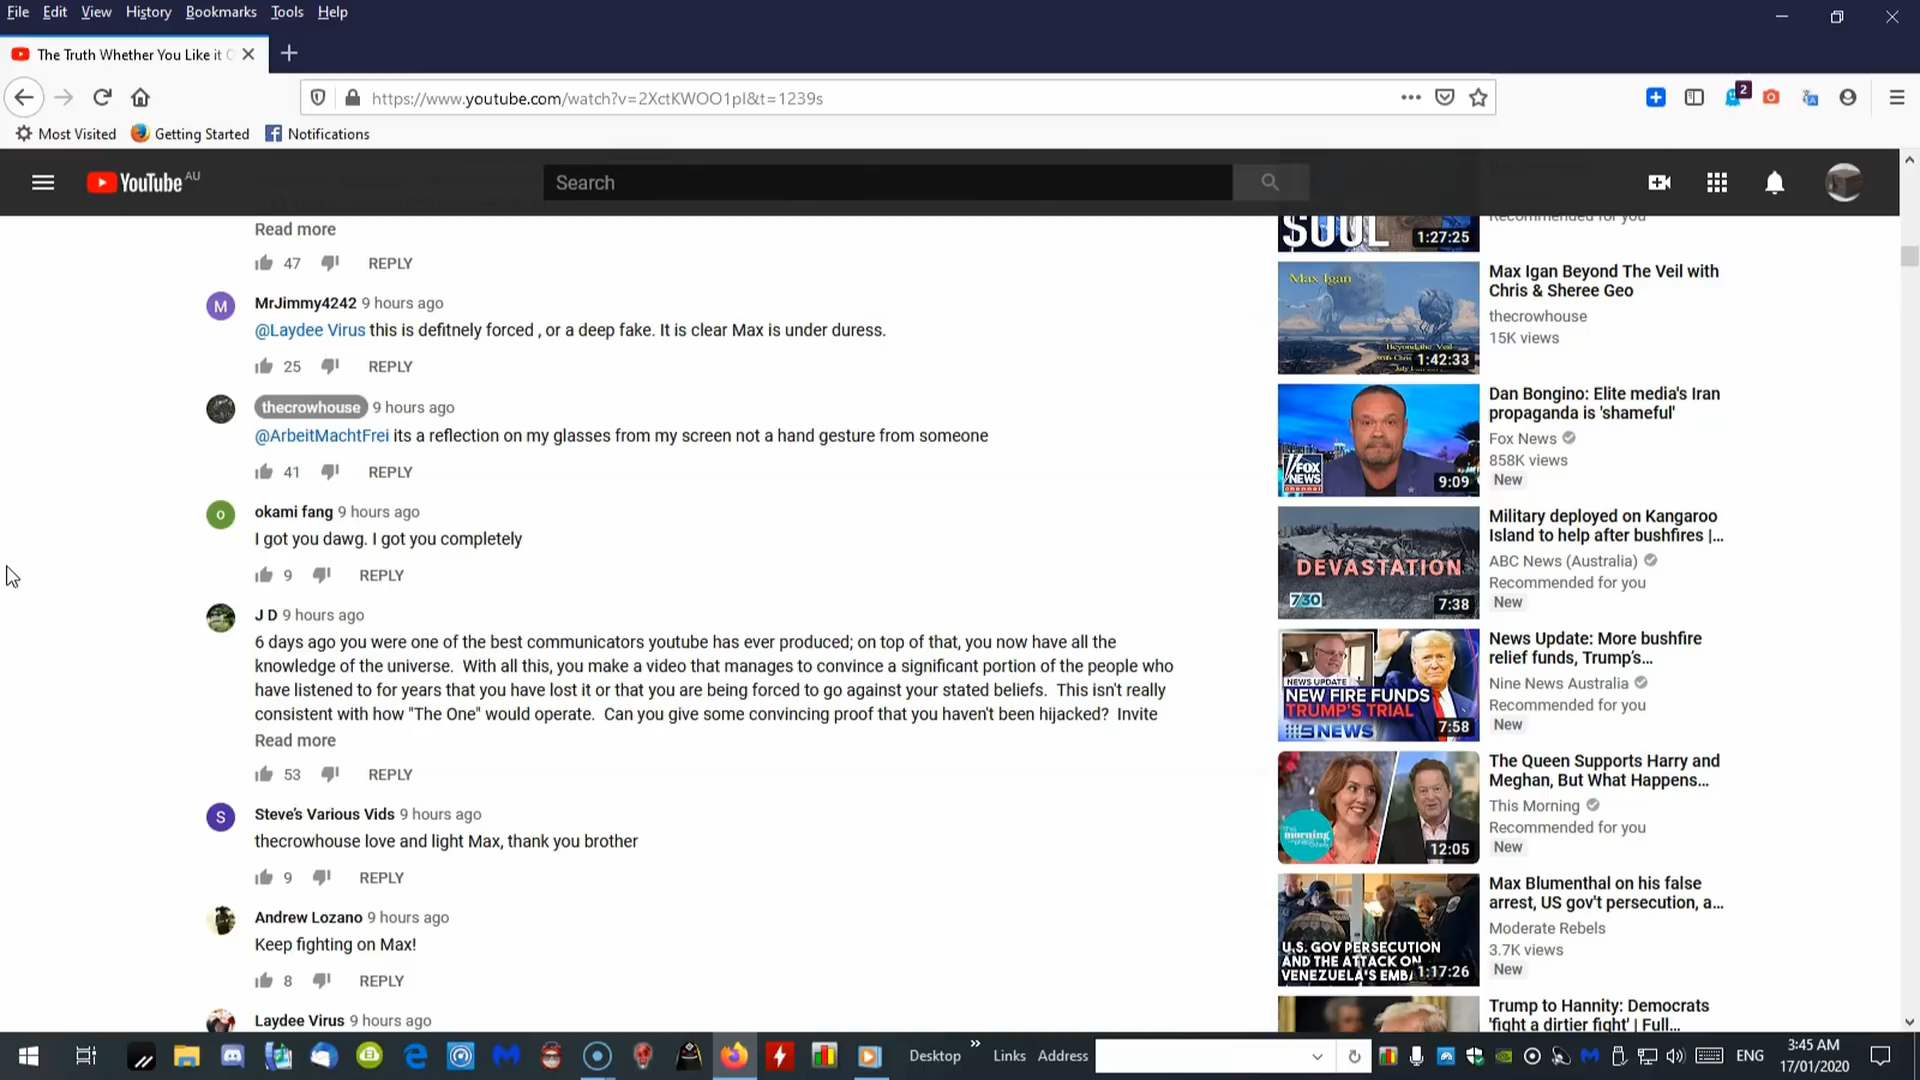 File Edit View History Bookmarks Tools Help
The Truth Whether You Like it O
https://www.youtube.com/watch?v=2XctKWOO1pI&t=1239s
2
Most Visited Getting Started Notifications
YouTube AU
Search
Read more
47 REPLY
MrJimmy4242 9 hours ago
@Laydee Virus this is defitnely forced , or a deep fake. It is clear Max is under duress.
25 REPLY
thecrowhouse 9 hours ago
@ArbeitMachtFrei its a reflection on my glasses from my screen not a hand gesture from someone
41 REPLY
okami fang 9 hours ago
I got you dawg. I got you completely
9 REPLY
J D 9 hours ago
6 days ago you were one of the best communicators youtube has ever produced; on top of that, you now have all the
knowledge of the universe. With all this, you make a video that manages to convince a significant portion of the people who
have listened to for years that you have lost it or that you are being forced to go against your stated beliefs. This isn't really
consistent with how "The One" would operate. Can you give some convincing proof that you haven't been hijacked? Invite
Read more
53 REPLY
Steve's Various Vids 9 hours ago
thecrowhouse love and light Max, thank you brother
9 REPLY
Andrew Lozano 9 hours ago
Keep fighting on Max!
8 REPLY
Laydee Virus 9 hours ago
SOUL
1:27:25
Recommended for you
Max Igan
Beyond the Veil
1:42:33
Max Igan Beyond The Veil with
Chris & Sheree Geo
thecrowhouse
15K views
FOX
NEWS
channel
9:09
Dan Bongino: Elite media's Iran
propaganda is 'shameful'
Fox News
858K views
New
DEVASTATION
7.30
7:38
Military deployed on Kangaroo
Island to help after bushfires |...
ABC News (Australia)
Recommended for you
New
NEWS UPDATE
NEW FIRE FUNDS
TRUMP'S TRIAL
9NEWS
7:58
News Update: More bushfire
relief funds, Trump's...
Nine News Australia
Recommended for you
New
this
morning
12:05
The Queen Supports Harry and
Meghan, But What Happens...
This Morning
Recommended for you
New
U.S. GOV PERSECUTION
AND THE ATTACK ON
VENEZUELA'S EMBA
1:17:26
Max Blumenthal on his false
arrest, US gov't persecution, a...
Moderate Rebels
3.7K views
New
Trump to Hannity: Democrats
'fight a dirtier fight' | Full...
Desktop Links Address
ENG
3:45 AM
17/01/2020